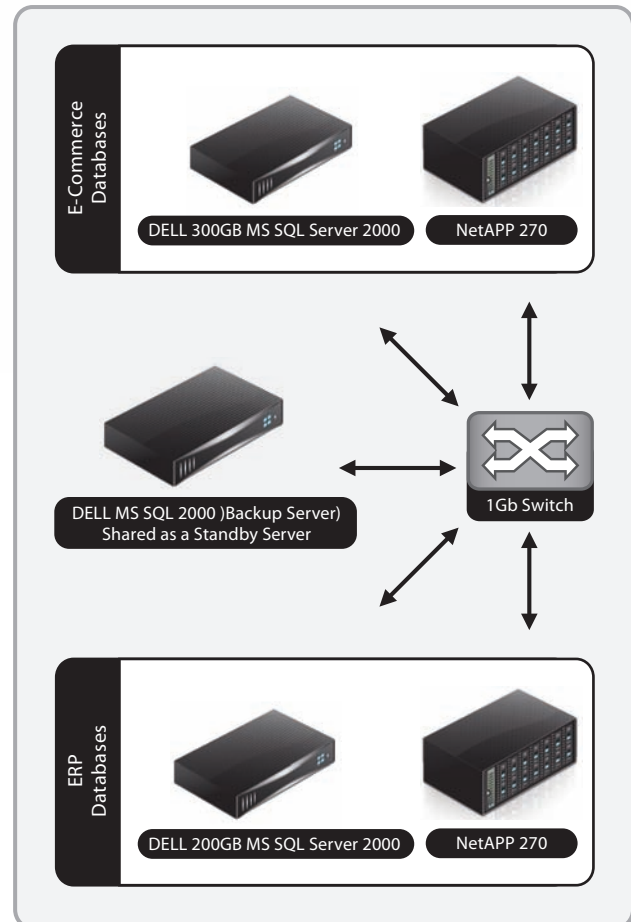 E-Commerce
Databases
DELL 300GB MS SQL Server 2000
NetAPP 270
DELL MS SQL 2000 )Backup Server)
Shared as a Standby Server
1Gb Switch
ERP
Databases
DELL 200GB MS SQL Server 2000
NetAPP 270